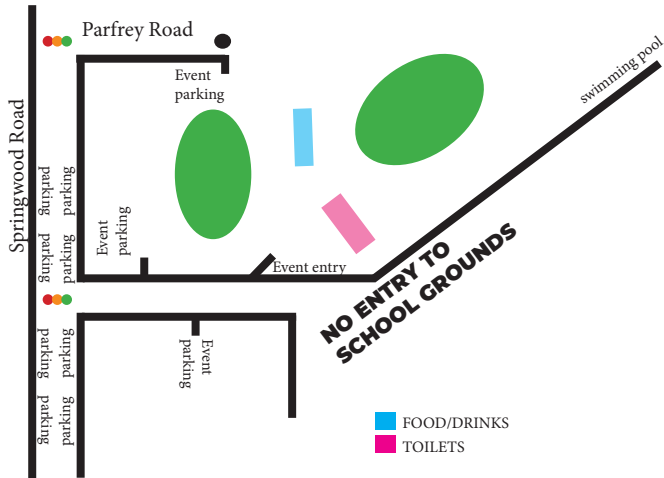 Parfrey Road
Event
parking
swimming pool
Springwood Road
parking
parking
Event
parking
parking
parking
Event entry
NO ENTRY TO
SCHOOL GROUNDS
parking
parking
Event
parking
parking
parking
FOOD/DRINKS
TOILETS